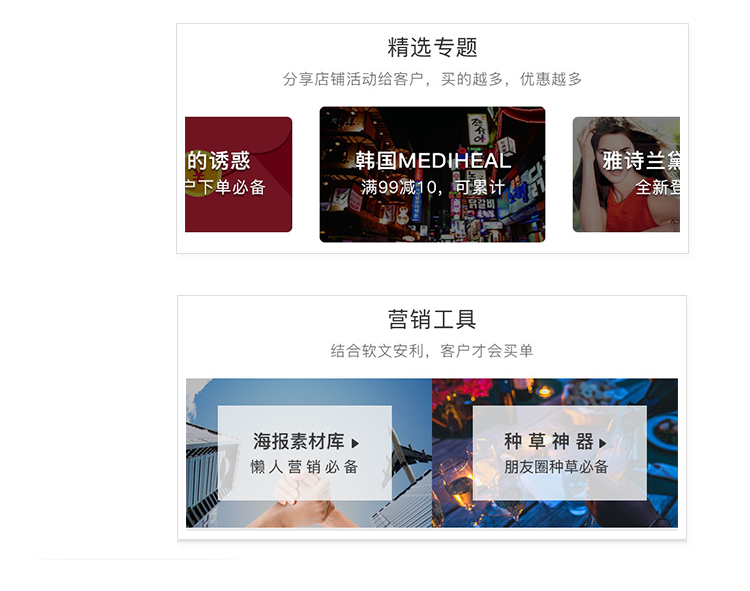 精选专题
分享店铺活动给客户，买的越多，优惠越多
的诱惑
户下单必备
韩国MEDIHEAL
满99减10，可累计
雅诗兰黛
全新登
营销工具
结合软文安利，客户才会买单
海报素材库
懒人营销必备
种草神器
朋友圈种草必备